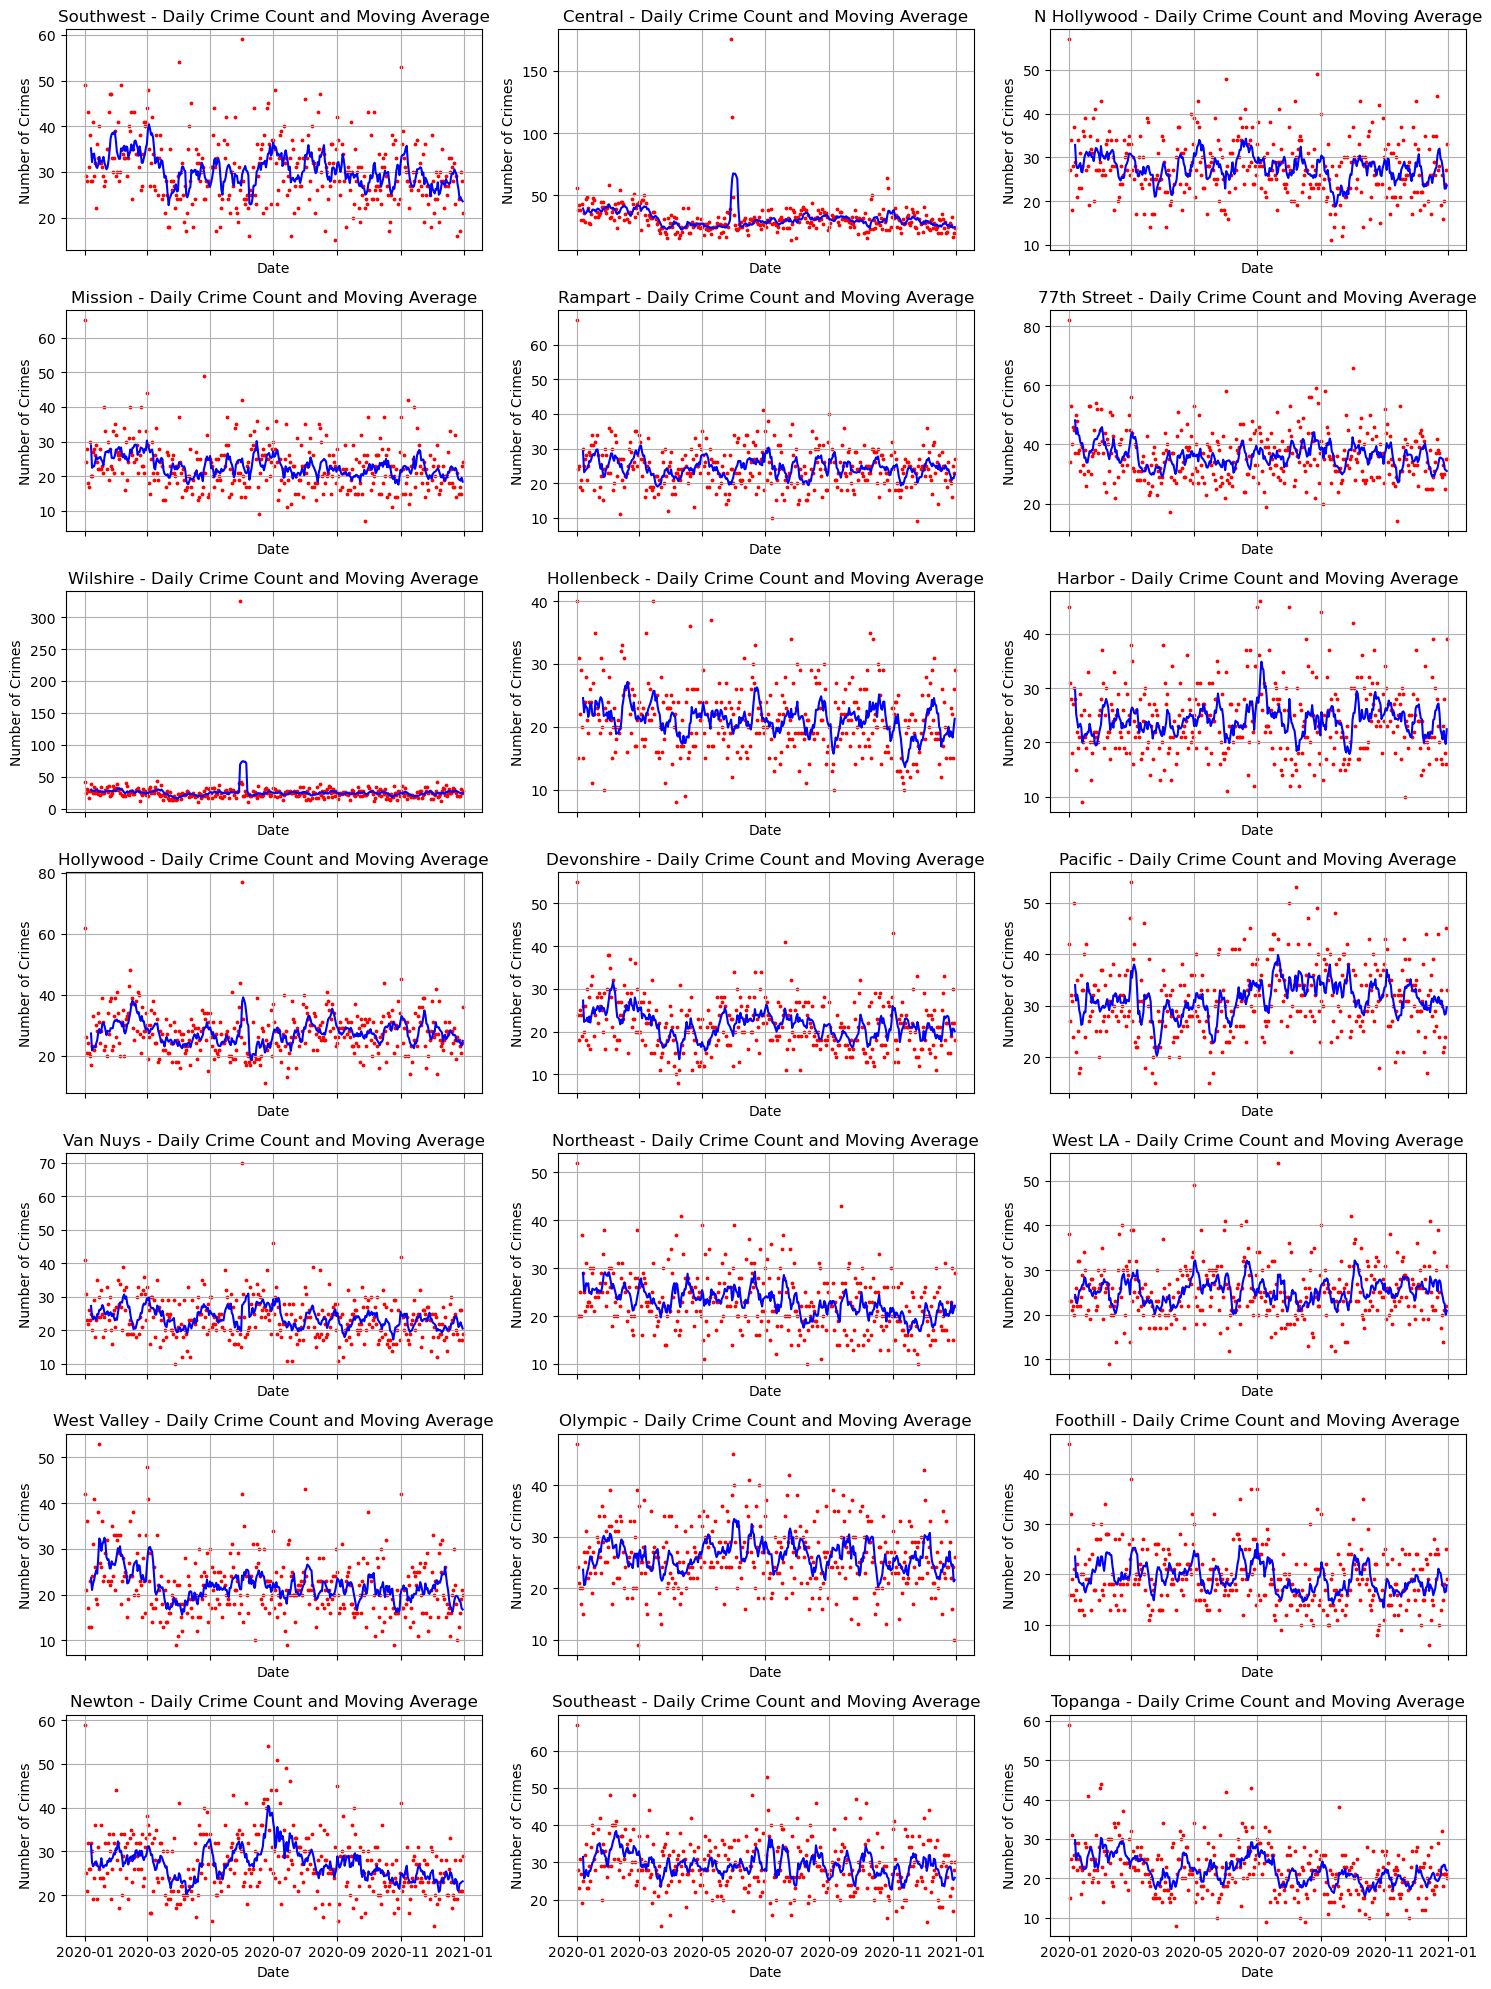 Southwest - Daily Crime Count and Moving Average
Central - Daily Crime Count and Moving Average
N Hollywood - Daily Crime Count and Moving Average
Number of Crimes
60
50
40
30
20
Date
Number of Crimes
150
100
50
Date
Number of Crimes
50
40
30
20
10
Date
Mission - Daily Crime Count and Moving Average
Rampart - Daily Crime Count and Moving Average
77th Street - Daily Crime Count and Moving Average
Number of Crimes
60
50
40
30
20
10
Date
Number of Crimes
60
50
40
30
20
10
Date
Number of Crimes
80
60
40
20
Date
Wilshire - Daily Crime Count and Moving Average
Hollenbeck - Daily Crime Count and Moving Average
Harbor - Daily Crime Count and Moving Average
Number of Crimes
300
250
200
150
100
50
0
Date
Number of Crimes
40
30
20
10
Date
Number of Crimes
40
30
20
10
Date
Hollywood - Daily Crime Count and Moving Average
Devonshire - Daily Crime Count and Moving Average
Pacific - Daily Crime Count and Moving Average
Number of Crimes
80
60
40
20
Date
Number of Crimes
50
40
30
20
10
Date
Number of Crimes
50
40
30
20
Date
Van Nuys - Daily Crime Count and Moving Average
Northeast - Daily Crime Count and Moving Average
West LA - Daily Crime Count and Moving Average
Number of Crimes
70
60
50
40
30
20
10
Date
Number of Crimes
50
40
30
20
10
Date
Number of Crimes
50
40
30
20
10
Date
West Valley - Daily Crime Count and Moving Average
Olympic - Daily Crime Count and Moving Average
Foothill - Daily Crime Count and Moving Average
Number of Crimes
50
40
30
20
10
Date
Number of Crimes
40
30
20
10
Date
Number of Crimes
40
30
20
10
Date
Newton - Daily Crime Count and Moving Average
Southeast - Daily Crime Count and Moving Average
Topanga - Daily Crime Count and Moving Average
Number of Crimes
60
50
40
30
20
2020-01 2020-03 2020-05 2020-07 2020-09 2020-11 2021-01
Date
Number of Crimes
60
50
40
30
20
2020-01 2020-03 2020-05 2020-07 2020-09 2020-11 2021-01
Date
Number of Crimes
60
50
40
30
20
10
2020-01 2020-03 2020-05 2020-07 2020-09 2020-11 2021-01
Date